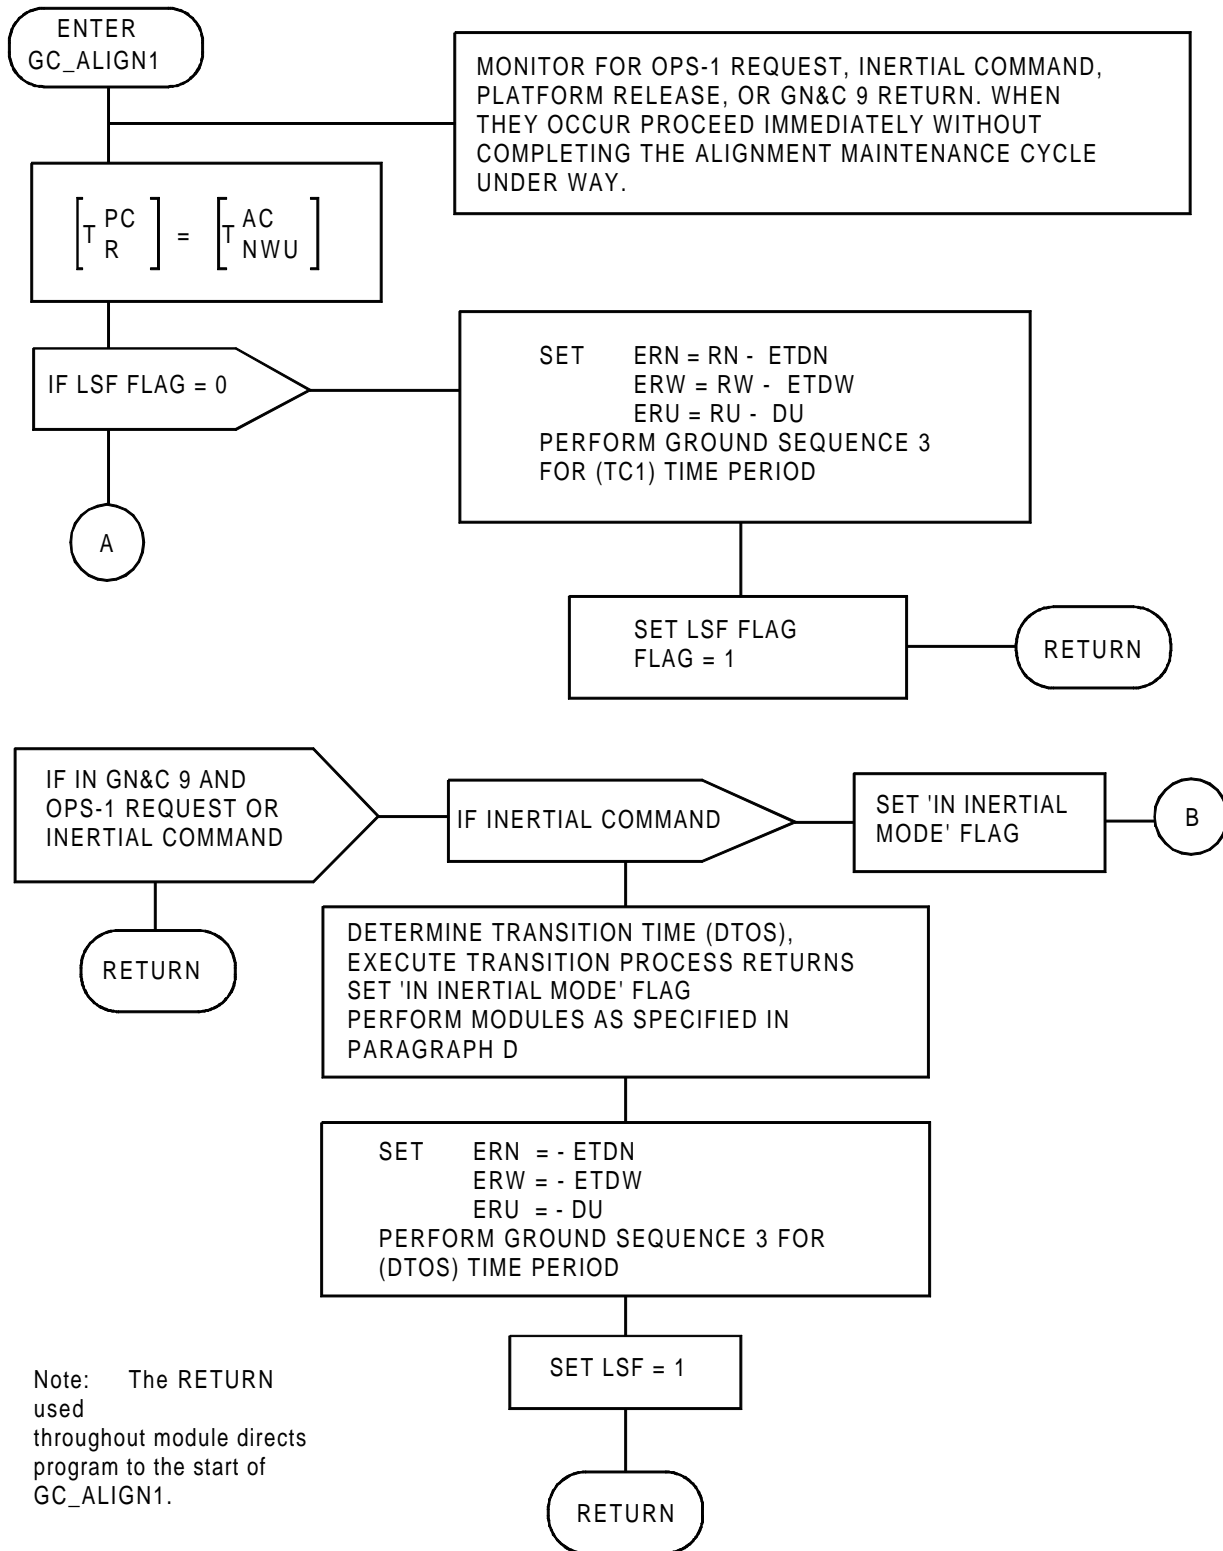 ENTER
GC_ALIGN1
MONITOR FOR OPS-1 REQUEST, INERTIAL COMMAND,
PLATFORM RELEASE, OR GN&C 9 RETURN. WHEN
THEY OCCUR PROCEED IMMEDIATELY WITHOUT
COMPLETING THE ALIGNMENT MAINTENANCE CYCLE
UNDER WAY.
[T PC R] = [T AC NWU]
IF LSF FLAG = 0
SET ERN = RN - ETDN
ERW = RW - ETDW
ERU = RU - DU
PERFORM GROUND SEQUENCE 3
FOR (TC1) TIME PERIOD
A
SET LSF FLAG
FLAG = 1
RETURN
IF IN GN&C 9 AND
OPS-1 REQUEST OR
INERTIAL COMMAND
IF INERTIAL COMMAND
SET 'IN INERTIAL
MODE' FLAG
B
RETURN
DETERMINE TRANSITION TIME (DTOS),
EXECUTE TRANSITION PROCESS RETURNS
SET 'IN INERTIAL MODE' FLAG
PERFORM MODULES AS SPECIFIED IN
PARAGRAPH D
SET ERN = - ETDN
ERW = - ETDW
ERU = - DU
PERFORM GROUND SEQUENCE 3 FOR
(DTOS) TIME PERIOD
SET LSF = 1
RETURN
Note: The RETURN
used
throughout module directs
program to the start of
GC_ALIGN1.